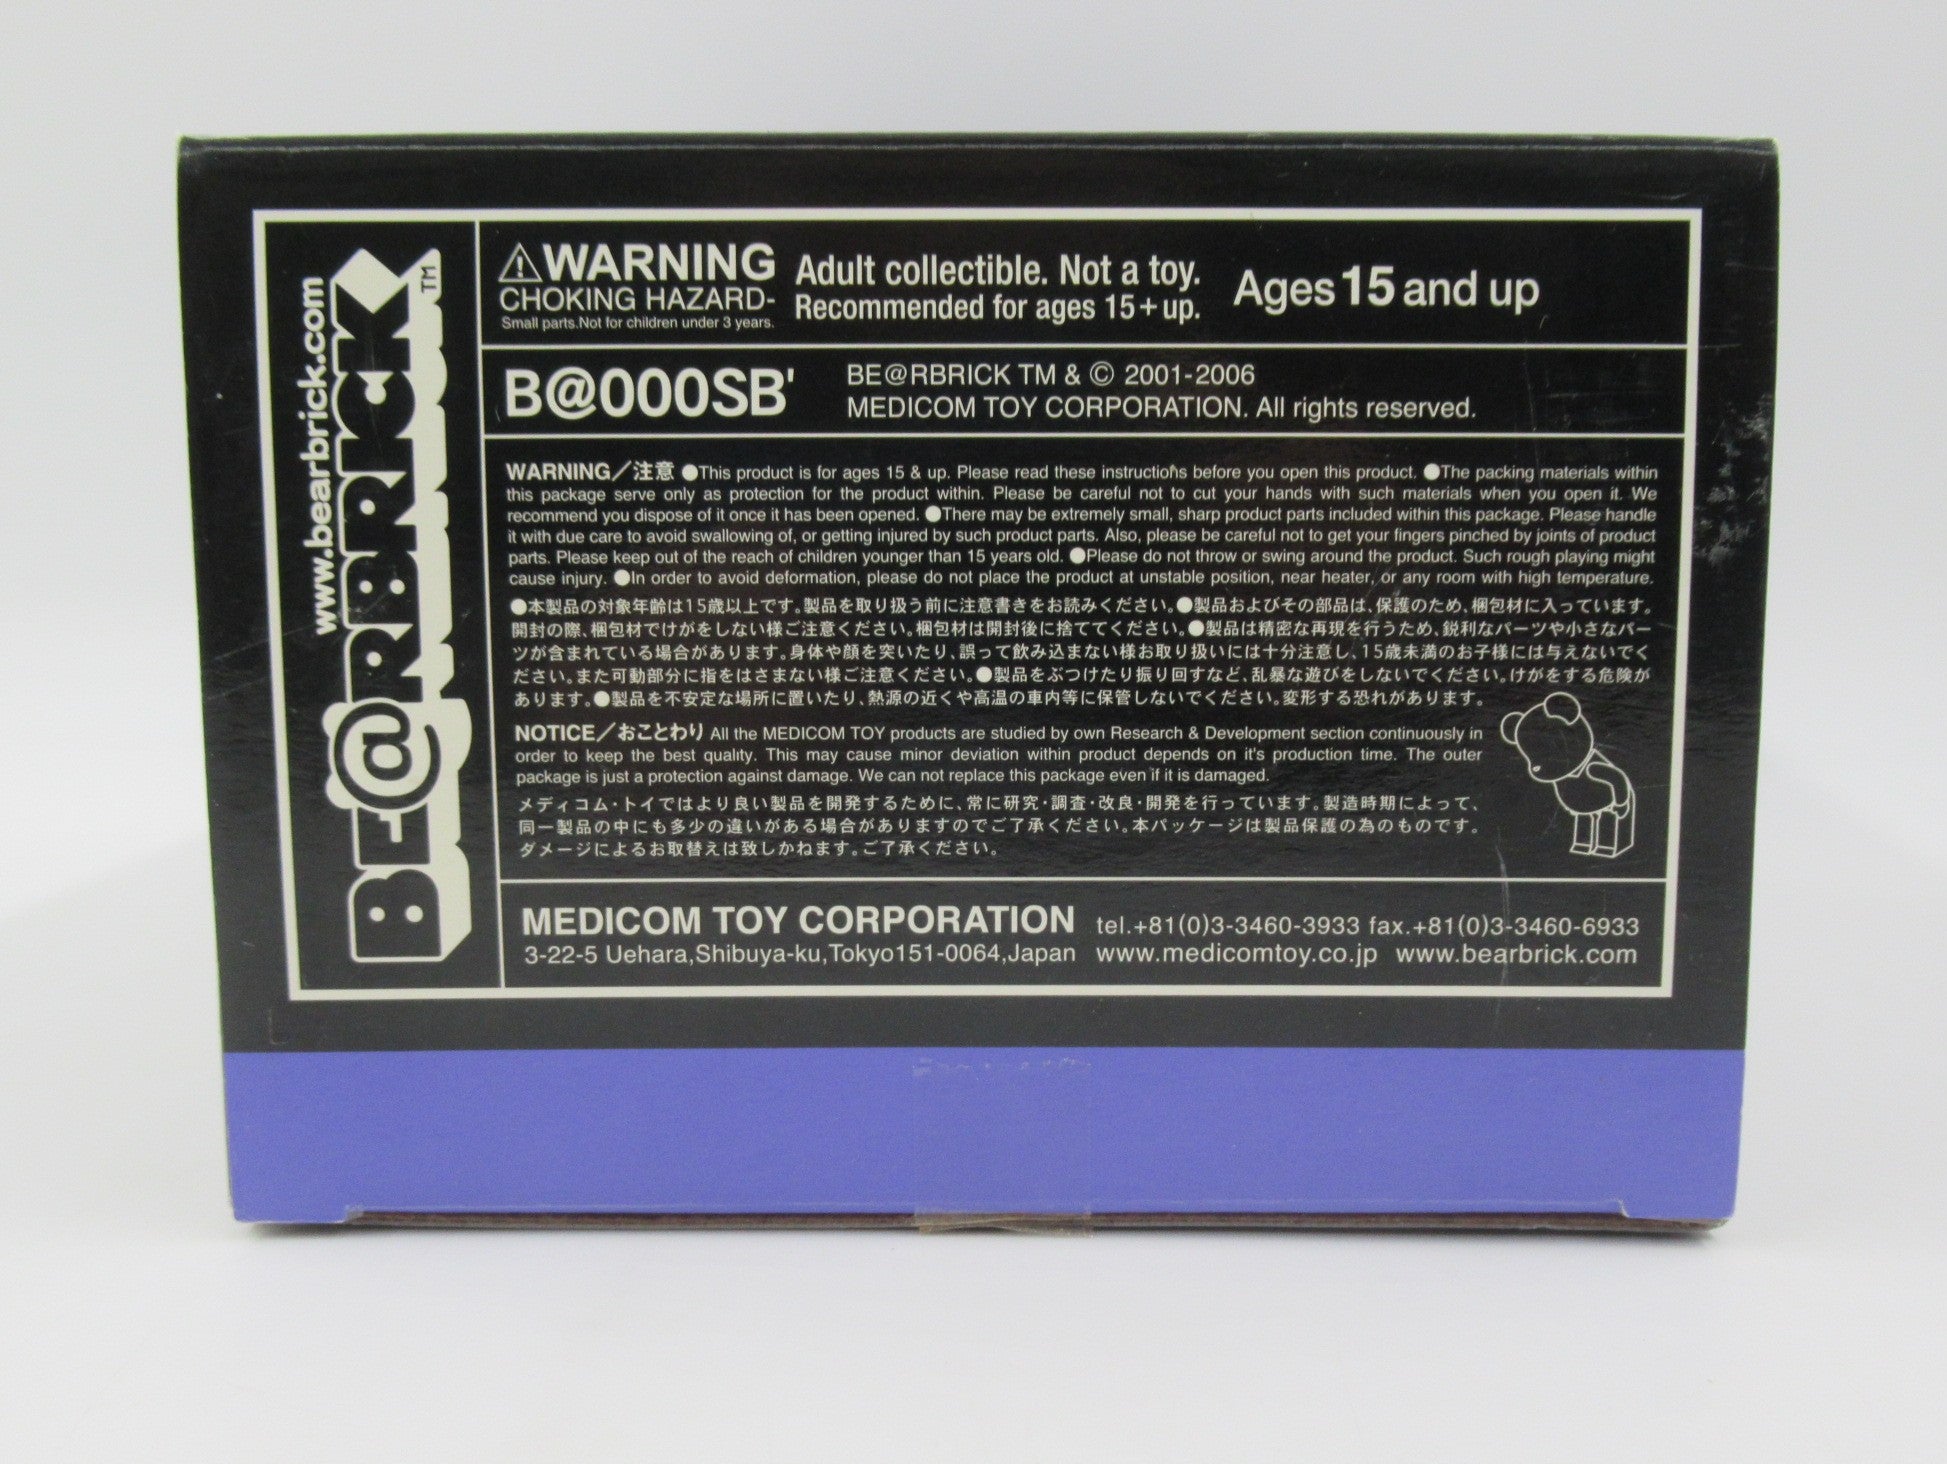 www.bearbrick.com
BE@RBRICK™
⚠WARNING
CHOKING HAZARD-
Small parts.Not for children under 3 years.
Adult collectible. Not a toy.
Recommended for ages 15+up.
Ages 15 and up
B@000SB'
BE@RBRICK TM & © 2001-2006
MEDICOM TOY CORPORATION. All rights reserved.
WARNING／注意 ●This product is for ages 15 & up. Please read these instructions before you open this product. ●The packing materials within
this package serve only as protection for the product within. Please be careful not to cut your hands with such materials when you open it. We
recommend you dispose of it once it has been opened. ●There may be extremely small, sharp product parts included within this package. Please handle
it with due care to avoid swallowing of, or getting injured by such product parts. Also, please be careful not to get your fingers pinched by joints of product
parts. Please keep out of the reach of children younger than 15 years old. ●Please do not throw or swing around the product. Such rough playing might
cause injury. ●In order to avoid deformation, please do not place the product at unstable position, near heater, or any room with high temperature.
●本製品の対象年齢は15歳以上です。製品を取り扱う前に注意書きをお読みください。●製品およびその部品は、保護のため、梱包材に入っています。
開封の際、梱包材でけがをしない様ご注意ください。梱包材は開封後に捨ててください。●製品は精密な再現を行うため、鋭利なパーツや小さなパー
ツが含まれている場合があります。身体や顔を突いたり、誤って飲み込まない様お取り扱いには十分注意し、15歳未満のお子様には与えないでく
ださい。また可動部分に指をはさまない様ご注意ください。●製品をぶつけたり振り回すなど、乱暴な遊びをしないでください。けがをする危険が
あります。●製品を不安定な場所に置いたり、熱源の近くや高温の車内等に保管しないでください。変形する恐れがあります。
NOTICE／おことわり All the MEDICOM TOY products are studied by own Research & Development section continuously in
order to keep the best quality. This may cause minor deviation within product depends on it's production time. The outer
package is just a protection against damage. We can not replace this package even if it is damaged.
メディコム・トイではより良い製品を開発するために、常に研究・調査・改良・開発を行っています。製造時期によって、
同一製品の中にも多少の違いがある場合がありますのでご了承ください。本パッケージは製品保護の為のものです。
ダメージによるお取替えは致しかねます。ご了承ください。
MEDICOM TOY CORPORATION tel.+81(0)3-3460-3933 fax.+81(0)3-3460-6933
3-22-5 Uehara,Shibuya-ku,Tokyo151-0064,Japan www.medicomtoy.co.jp www.bearbrick.com